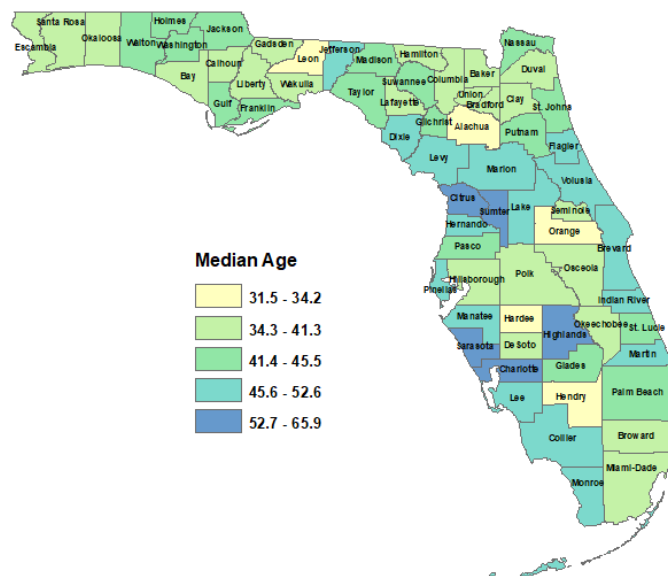 Santa Rosa
Holmes
Jackson
Escambia
Okaloosa
Walton
Washington
Gadsden
Jefferson
Leon
Madison
Hamilton
Nassau
Bay
Calhoun
Liberty
Wakulla
Taylor
Suwannee
Columbia
Baker
Duval
Gulf
Franklin
Lafayette
Union
Bradford
Clay
St. Johns
Dixie
Gilchrist
Alachua
Putnam
Flagler
Levy
Marion
Volusia
Citrus
Sumter
Lake
Seminole
Hernando
Orange
Brevard
Pasco
Median Age
Pinellas
Hillsborough
Polk
Osceola
31.5 - 34.2
Indian River
Manatee
Hardee
Highlands
Okeechobee
St. Lucie
34.3 - 41.3
Sarasota
DeSoto
Martin
41.4 - 45.5
Charlotte
Glades
45.6 - 52.6
Lee
Hendry
Palm Beach
52.7 - 65.9
Collier
Broward
Miami-Dade
Monroe